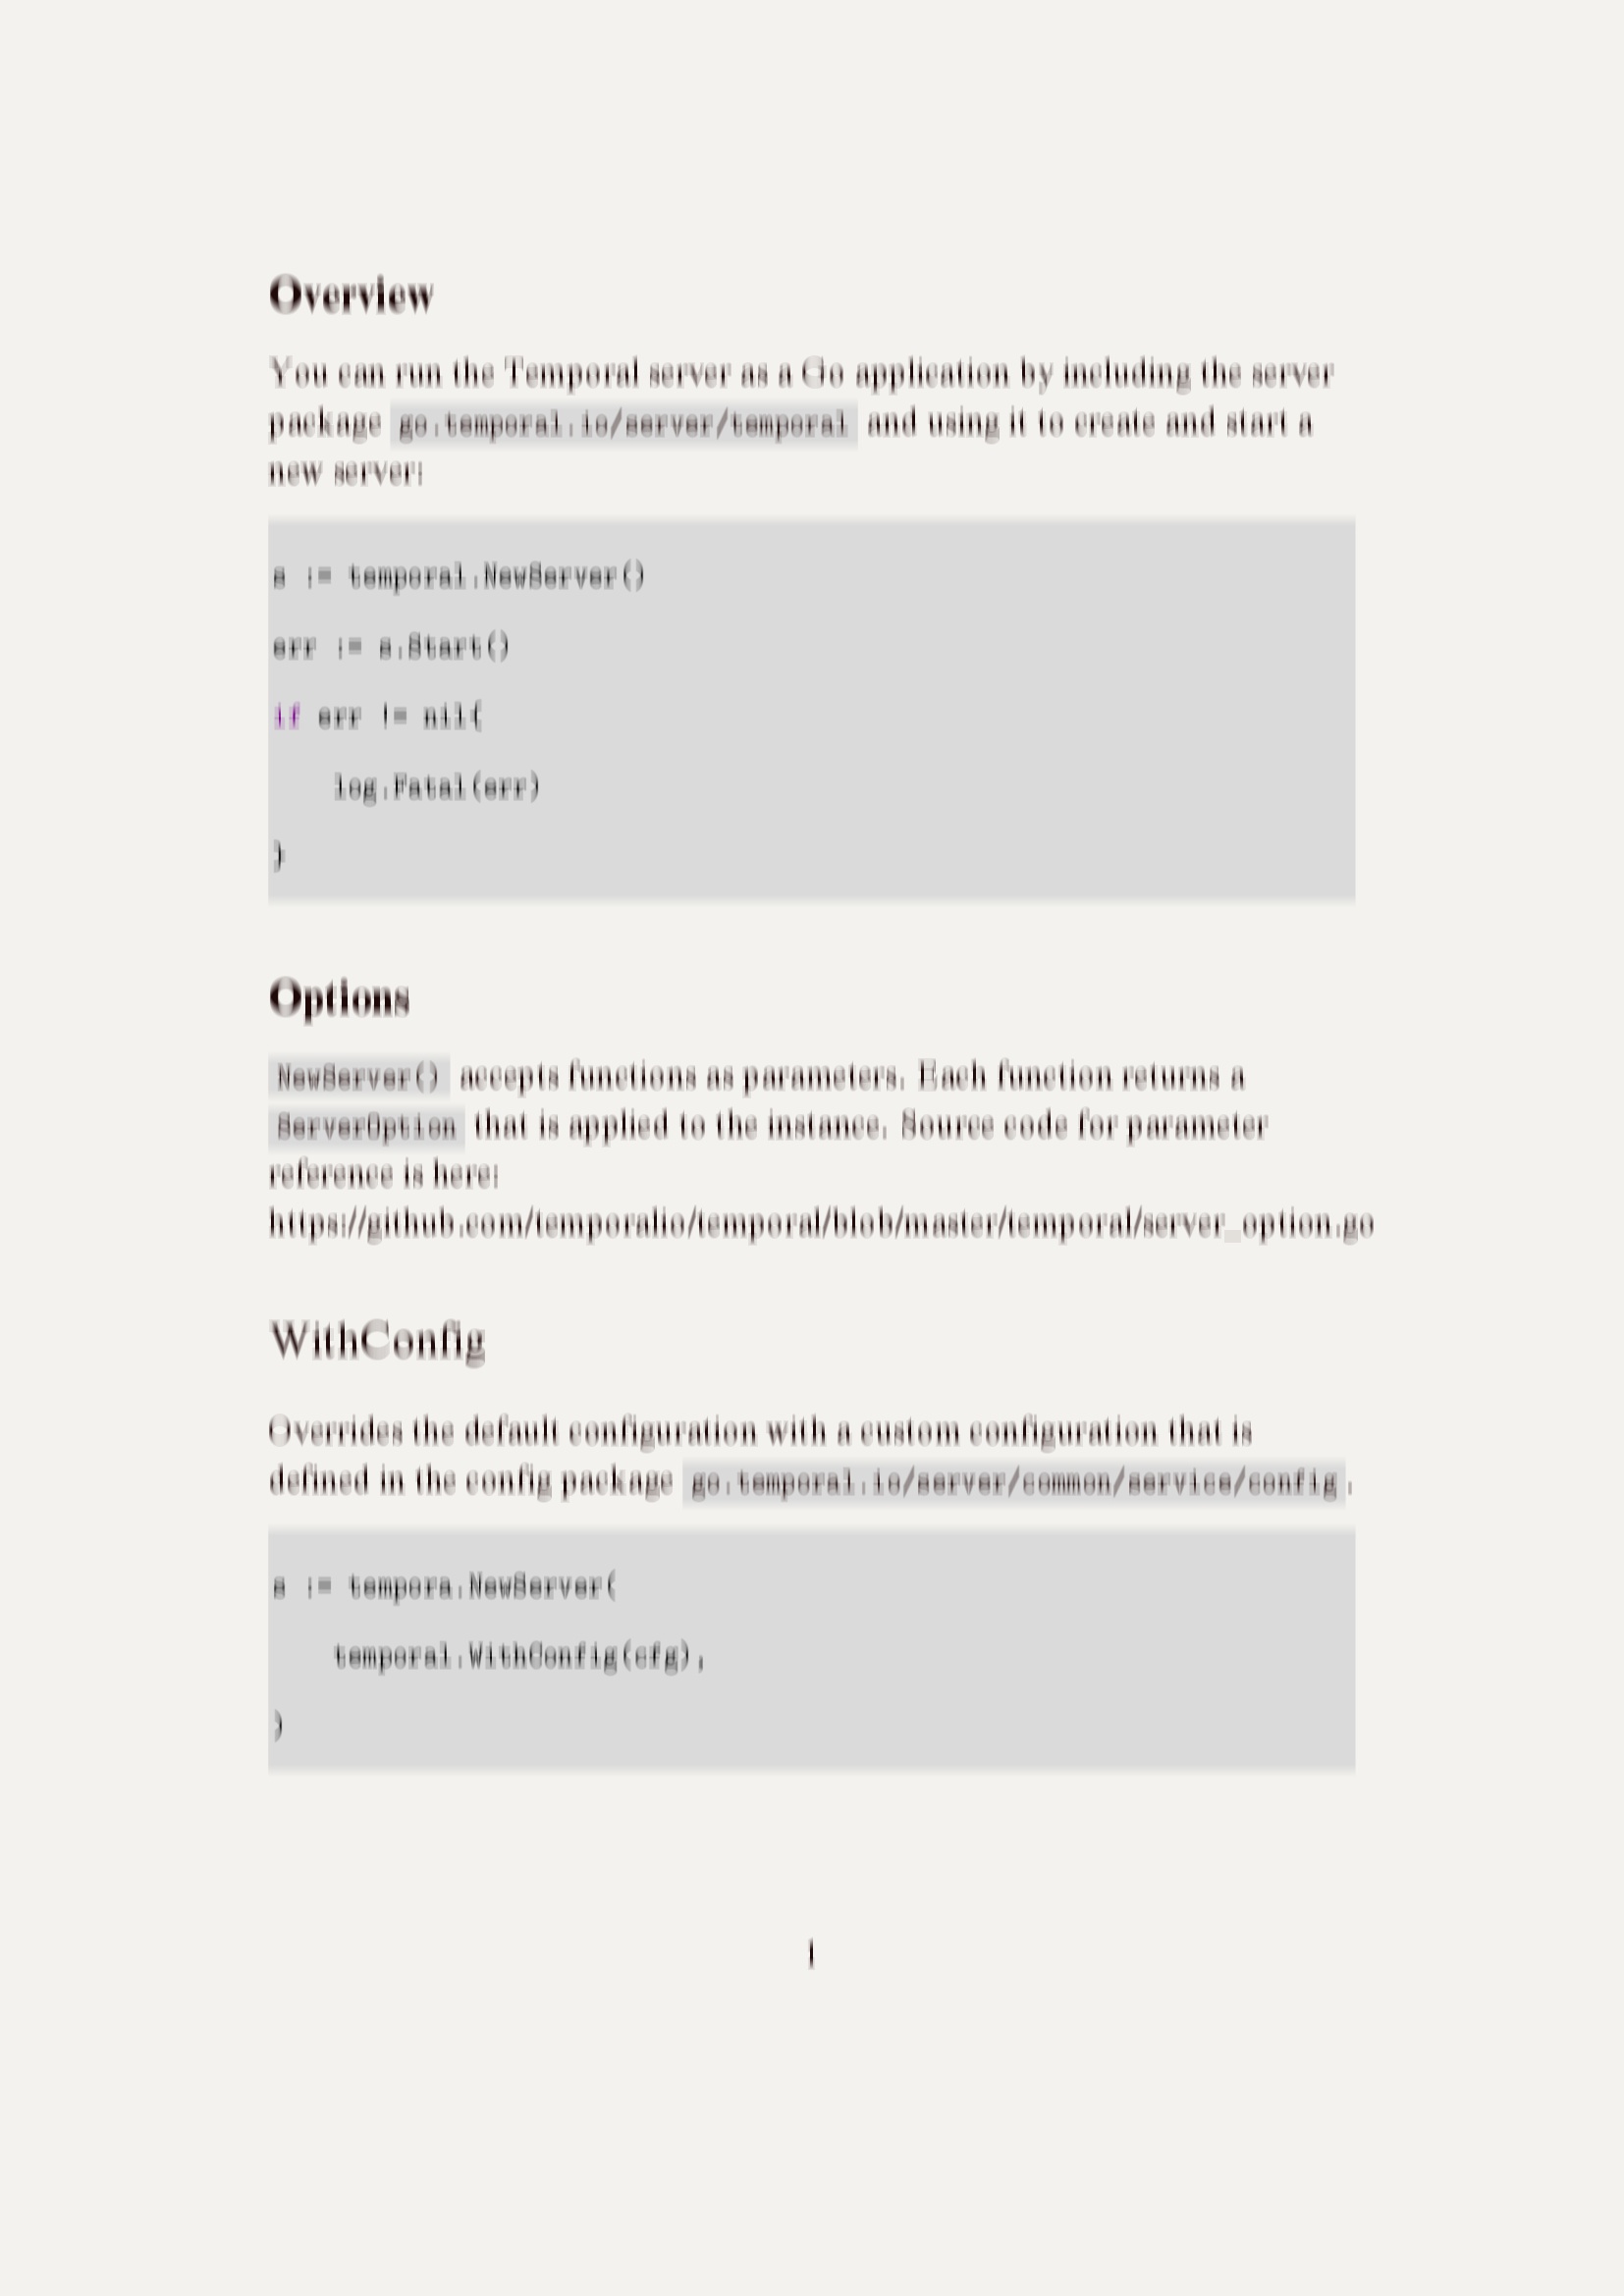 Overview
You can run the Temporal server as a Go application by including the server
package go.temporal.io/server/temporal and using it to create and start a
new server:
s := temporal.NewServer()
err := s.Start()
if err != nil{
    log.Fatal(err)
}
Options
NewServer() accepts functions as parameters. Each function returns a
ServerOption that is applied to the instance. Source code for parameter
reference is here:
https://github.com/temporalio/temporal/blob/master/temporal/server_option.go
WithConfig
Overrides the default configuration with a custom configuration that is
defined in the config package go.temporal.io/server/common/service/config.
s := tempora.NewServer(
    temporal.WithConfig(cfg),
)
1